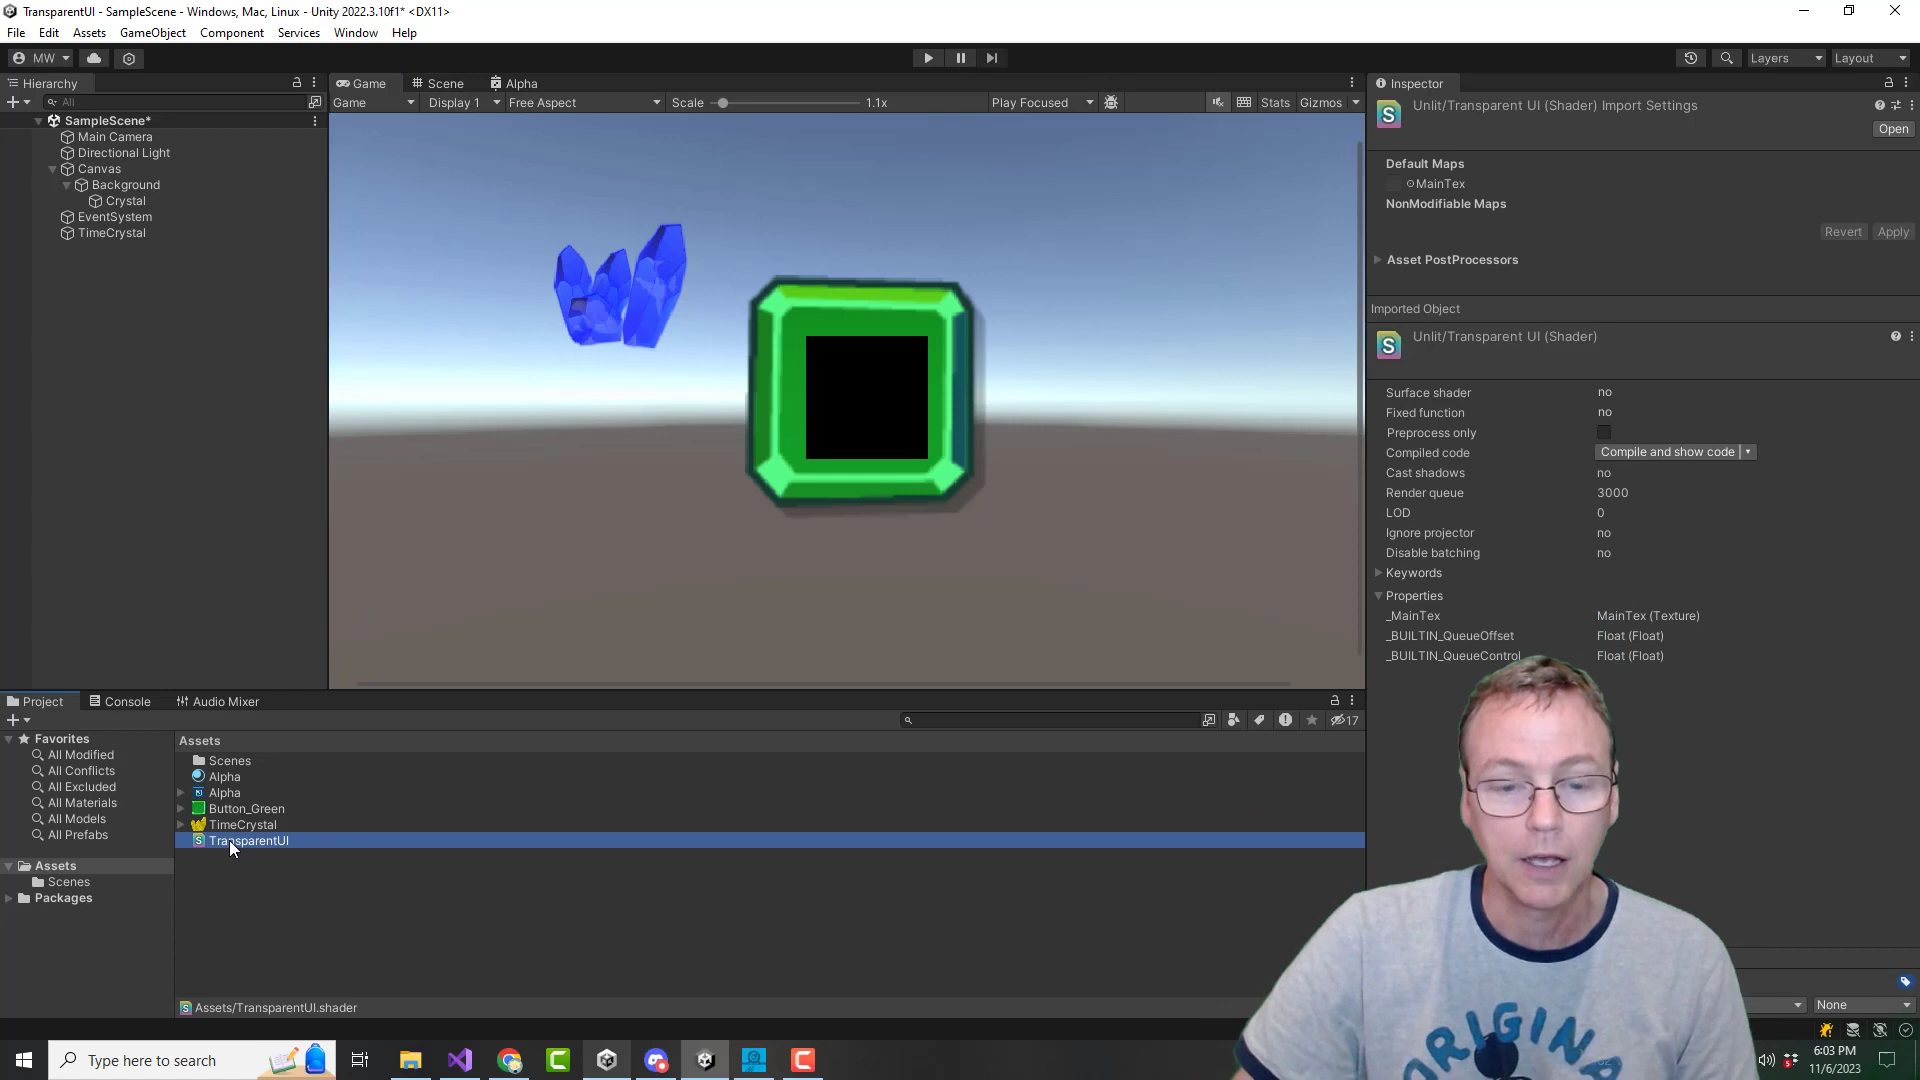 TransparentUI - SampleScene - Windows, Mac, Linux - Unity 2022.3.10f1* <DX11>
File Edit Assets GameObject Component Services Window Help
MW
Layers
Layout
Hierarchy
All
SampleScene*
Main Camera
Directional Light
Canvas
Background
Crystal
EventSystem
TimeCrystal
Game
Scene
Alpha
Game Display 1 Free Aspect Scale 1.1x Play Focused Stats Gizmos
Inspector
Unlit/Transparent UI (Shader) Import Settings
Open
Default Maps
MainTex
NonModifiable Maps
Revert Apply
Asset PostProcessors
Imported Object
Unlit/Transparent UI (Shader)
Surface shader no
Fixed function no
Preprocess only
Compiled code Compile and show code
Cast shadows no
Render queue 3000
LOD 0
Ignore projector no
Disable batching no
Keywords
Properties
_MainTex MainTex (Texture)
_BUILTIN_QueueOffset Float (Float)
_BUILTIN_QueueControl Float (Float)
None
Project
Console
Audio Mixer
17
Favorites
All Modified
All Conflicts
All Excluded
All Materials
All Models
All Prefabs
Assets
Scenes
Packages
Assets
Scenes
Alpha
Alpha
Button_Green
TimeCrystal
TransparentUI
Assets/TransparentUI.shader
ORIGINA
Type here to search
6:03 PM
11/6/2023